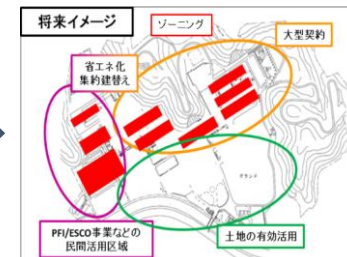 将来イメージ
ゾーニング
大型契約
省エネ化
集約建替え
グランド
PFI/ESCO事業などの
民間活用区域
土地の有効活用